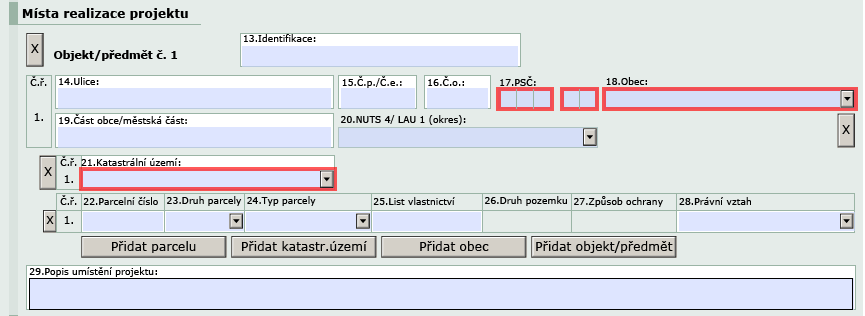 Místa realizace projektu
X
Objekt/předmět č. 1
13.Identifikace:
Č.ř. 14.Ulice: 15.Č.p./Č.e.: 16.Č.o.: 17.PSČ: 18.Obec:
1. 19.Část obce/městská část: 20.NUTS 4/ LAU 1 (okres): X
X Č.ř. 21.Katastrální území:
1.
Č.ř. 22.Parcelní číslo 23.Druh parcely 24.Typ parcely 25.List vlastnictví 26.Druh pozemku 27.Způsob ochrany 28.Právní vztah
X 1.
Přidat parcelu Přidat katastr.území Přidat obec Přidat objekt/předmět
29.Popis umístění projektu: